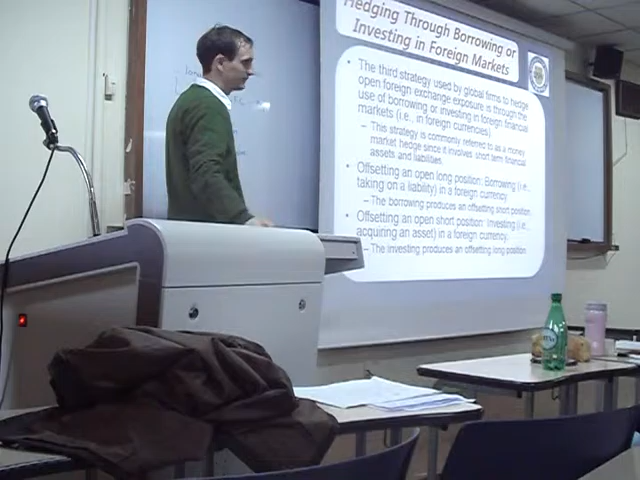 Hedging Through Borrowing or
Investing in Foreign Markets
• The third strategy used by global firms to hedge
open foreign exchange exposure is through the
use of borrowing or investing in foreign financial
markets (i.e., in foreign currencies)
– This strategy is commonly referred to as a money
market hedge since it involves short term financial
assets and liabilities.
• Offsetting an open long position: Borrowing (i.e.,
taking on a liability) in a foreign currency
– The borrowing produces an offsetting short position
• Offsetting an open short position: Investing (i.e.,
acquiring an asset) in a foreign currency.
– The investing produces an offsetting long position